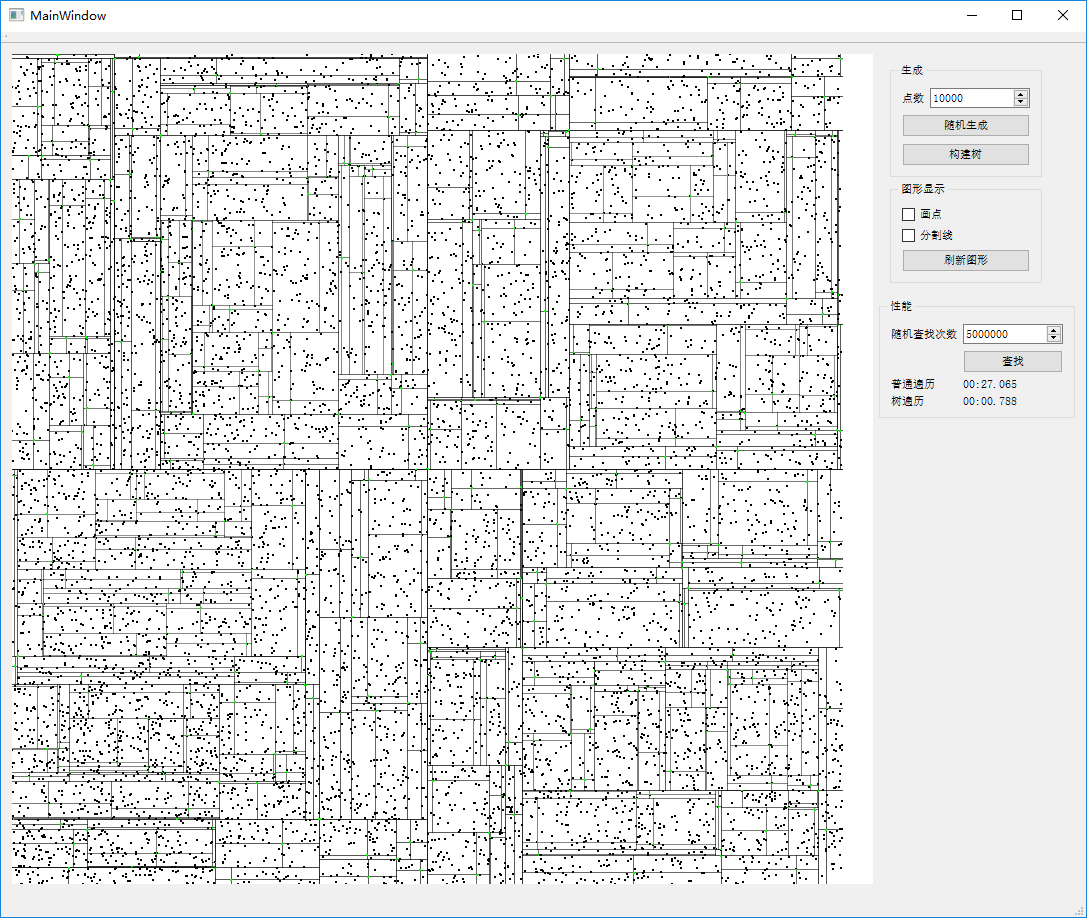 MainWindow
生成
点数 10000
随机生成
构建树
图形显示
画点
分割线
刷新图形
性能
随机查找次数 5000000
查找
普通遍历 00:27.065
树遍历 00:00.788